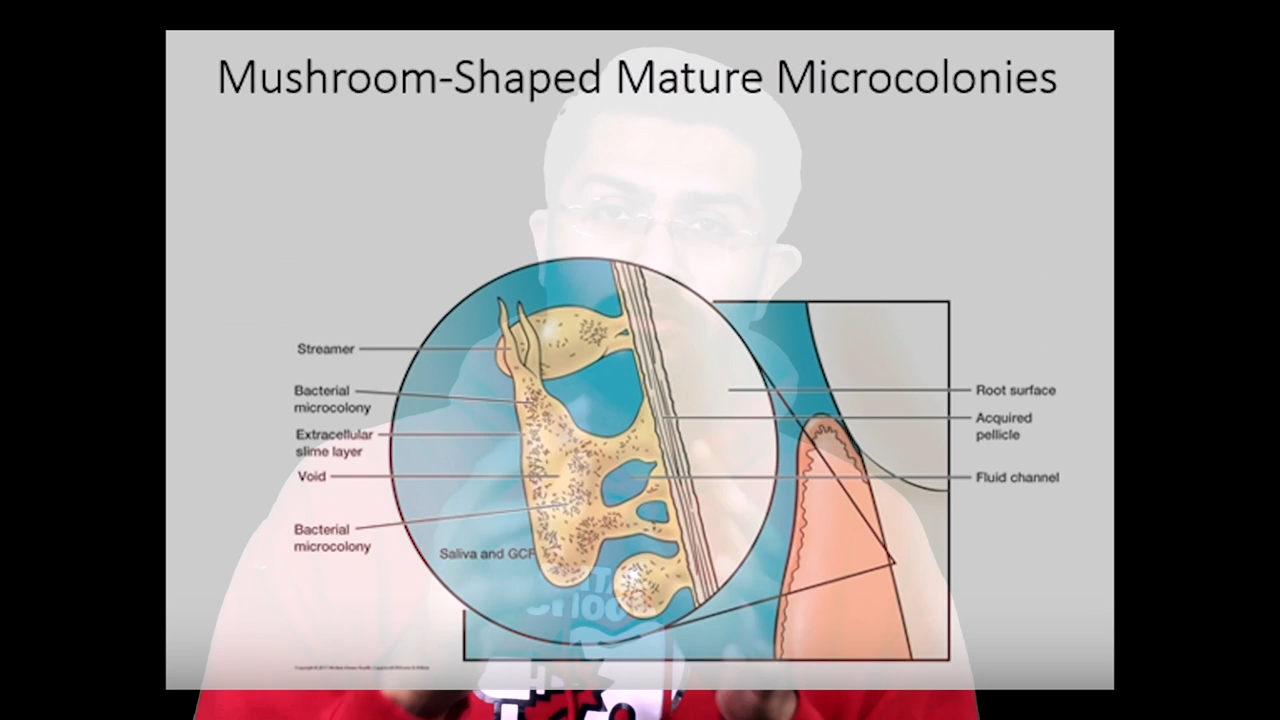 Mushroom-Shaped Mature Microcolonies
Streamer
Bacterial
microcolony
Extracellular
slime layer
Void
Bacterial
microcolony
Saliva and GCF
Root surface
Acquired
pellicle
Fluid channel